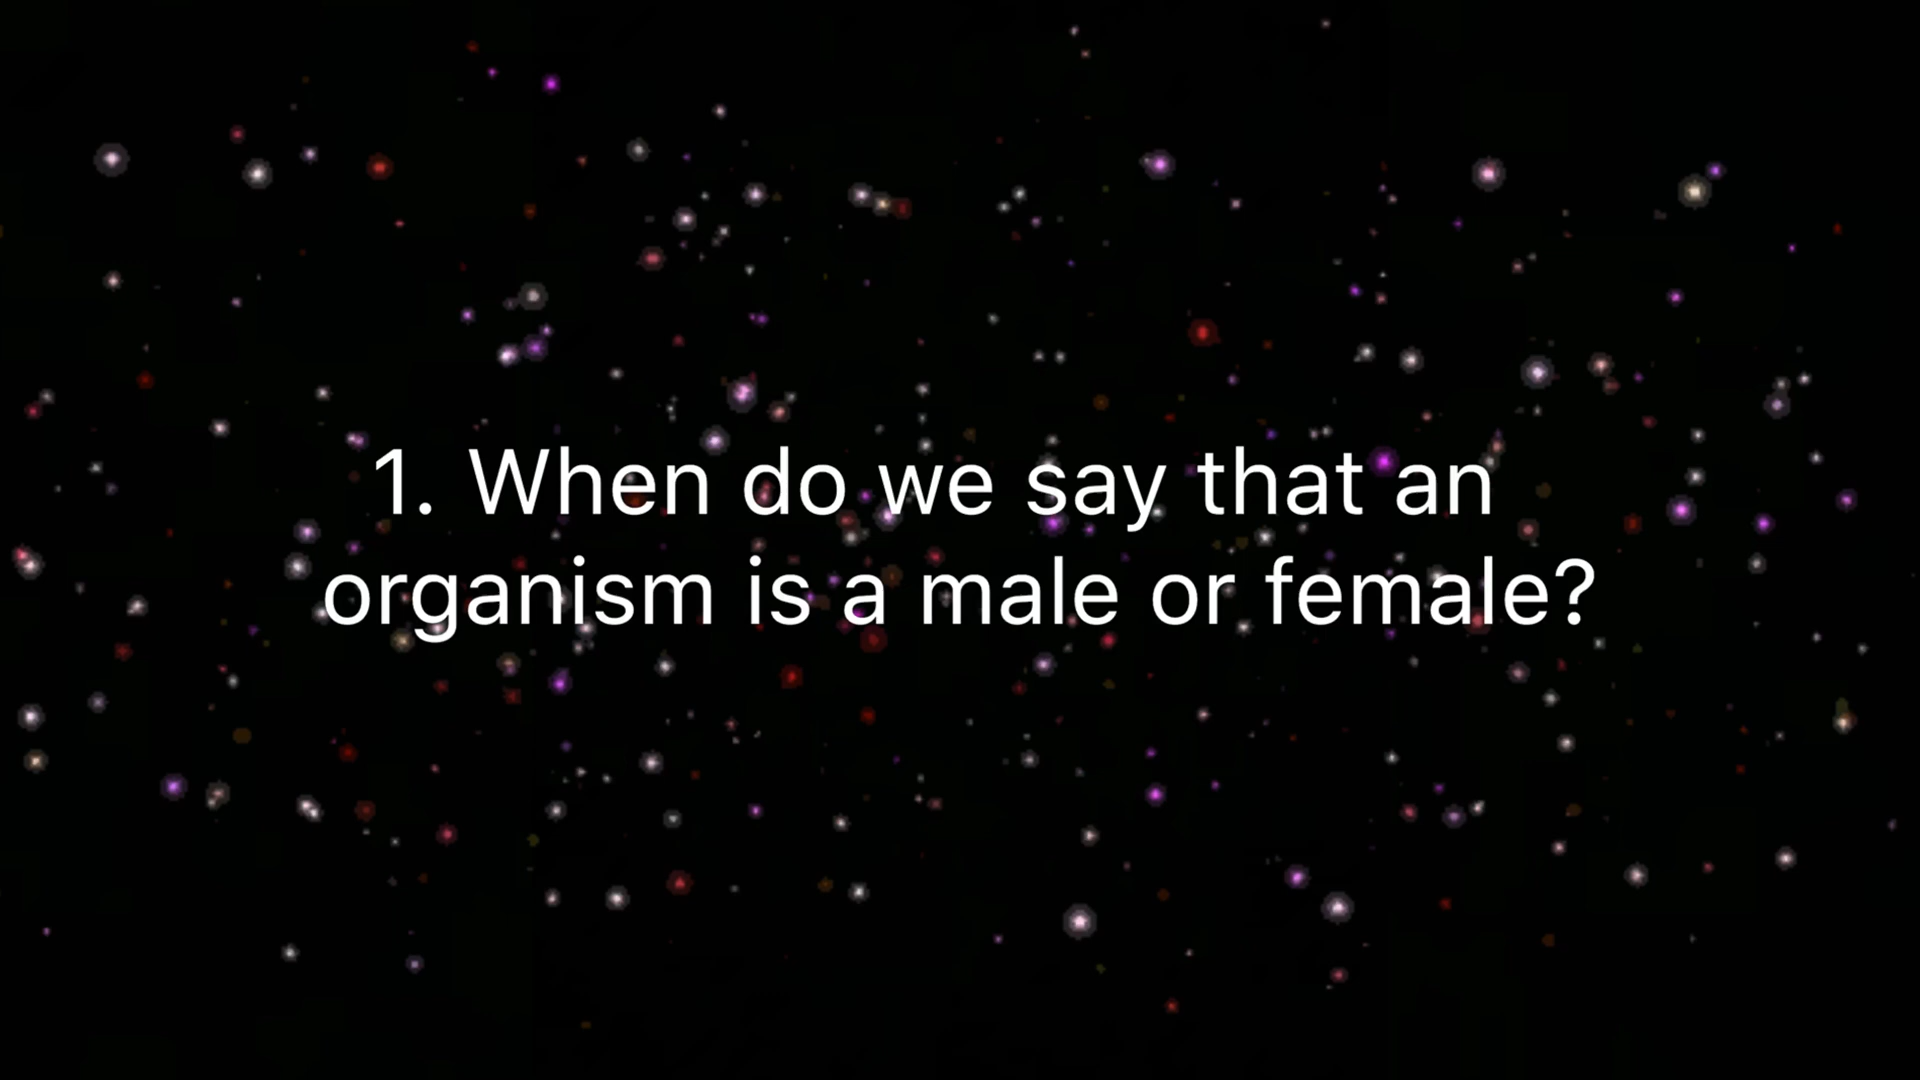 1. When do we say that an
organism is a male or female?